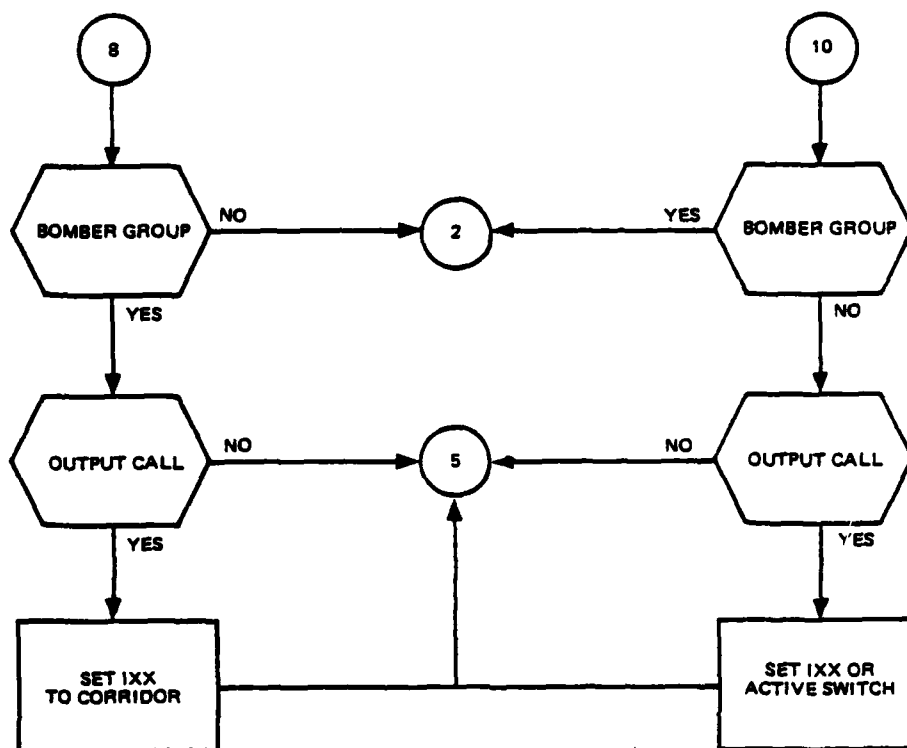 8
10
BOMBER GROUP
NO
2
YES
BOMBER GROUP
YES
NO
OUTPUT CALL
NO
5
NO
OUTPUT CALL
YES
YES
SET IXX
TO CORRIDOR
SET IXX OR
ACTIVE SWITCH